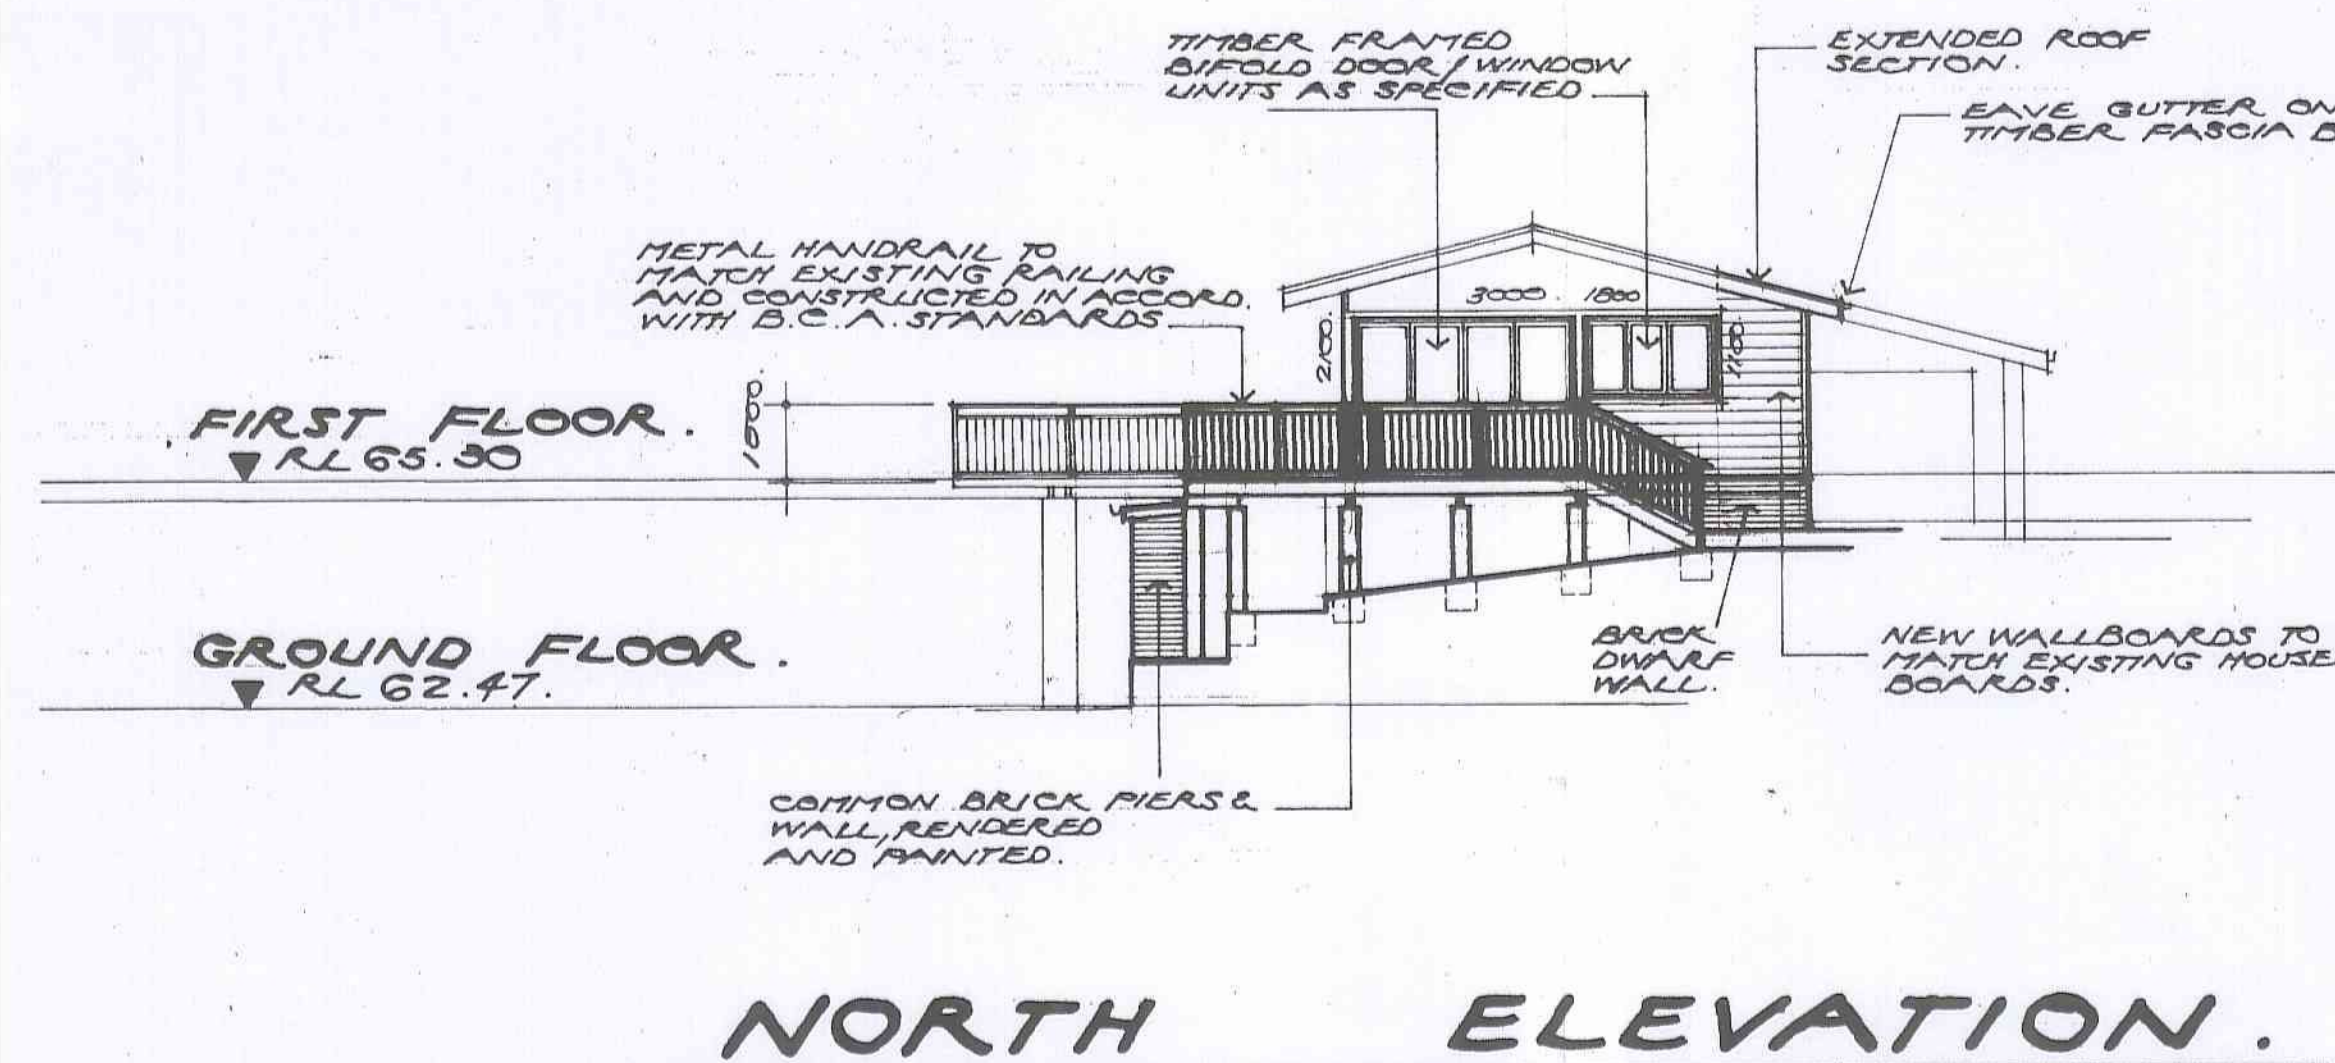 TIMBER FRAMED
BIFOLD DOOR/WINDOW
UNITS AS SPECIFIED
EXTENDED ROOF
SECTION.
EAVE GUTTER ON
TIMBER FASCIA B
METAL HANDRAIL TO
MATCH EXISTING RAILING
AND CONSTRUCTED IN ACCORD.
WITH B.C.A. STANDARDS
3000. 1800
2100.
1180.
1000.
FIRST FLOOR.
RL 65.30
GROUND FLOOR.
RL 62.47.
BRICK
DWARF
WALL.
NEW WALLBOARDS TO
MATCH EXISTING HOUSE
BOARDS.
COMMON BRICK PIERS &
WALL, RENDERED
AND PAINTED.
NORTH ELEVATION.